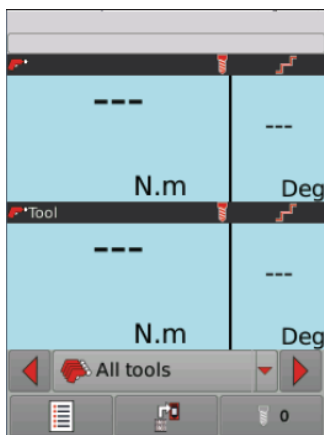 --- ---
N.m Deg
Tool
--- ---
N.m Deg
All tools
0